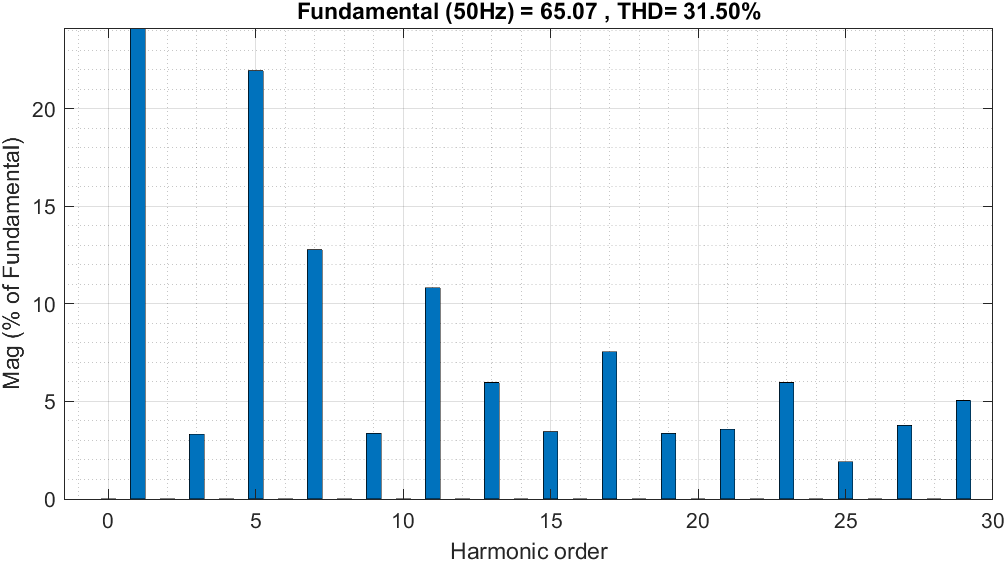 Fundamental (50Hz) = 65.07 , THD= 31.50%
Mag (% of Fundamental)
20
15
10
5
0
0 5 10 15 20 25 30
Harmonic order